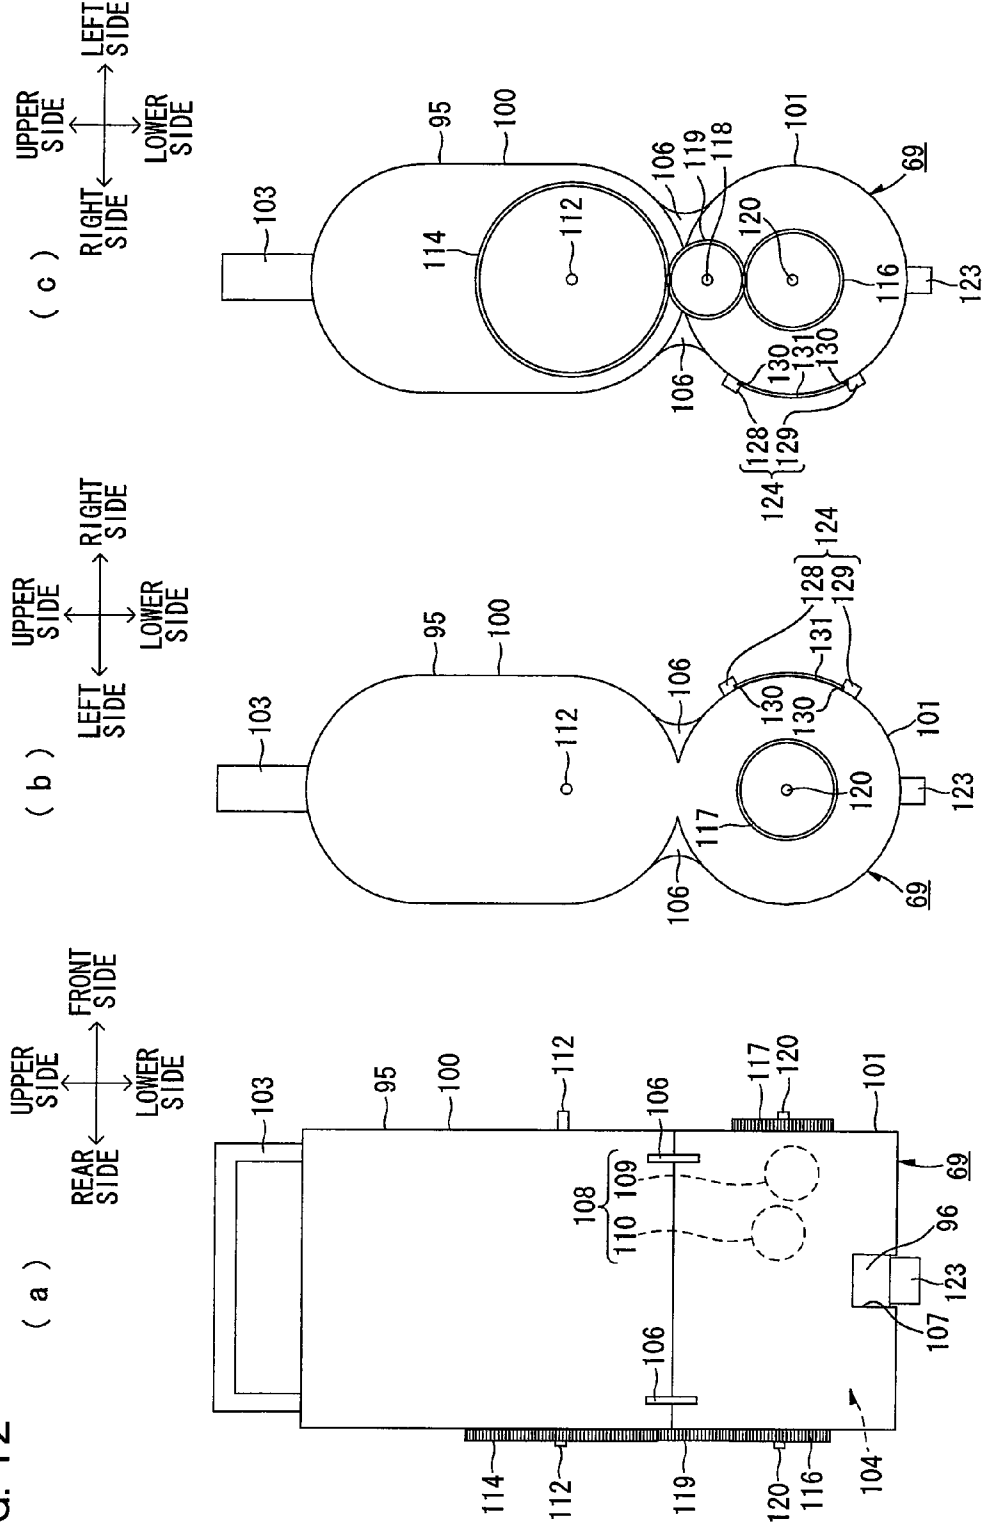 G. 12
( a )
UPPER
SIDE
REAR
SIDE
FRONT
SIDE
LOWER
SIDE
103
95
100
112
106
108
109
110
117
120
101
69
96
123
107
106
104
114
112
119
120
116
( b )
UPPER
SIDE
LEFT
SIDE
RIGHT
SIDE
LOWER
SIDE
103
95
100
112
106
106
117
120
130
130
131
128
129
124
101
123
69
( c )
UPPER
SIDE
RIGHT
SIDE
LEFT
SIDE
LOWER
SIDE
103
95
100
114
112
106
106
119
118
120
101
69
116
123
130
131
130
128
129
124